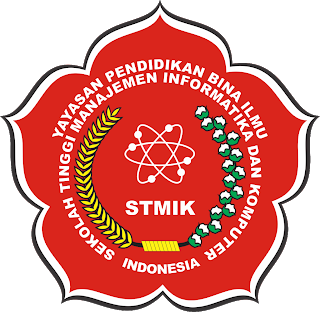 YAYASAN PENDIDIKAN BINA ILMU
SEKOLAH TINGGI MANAJEMEN INFORMATIKA DAN KOMPUTER
STMIK
INDONESIA